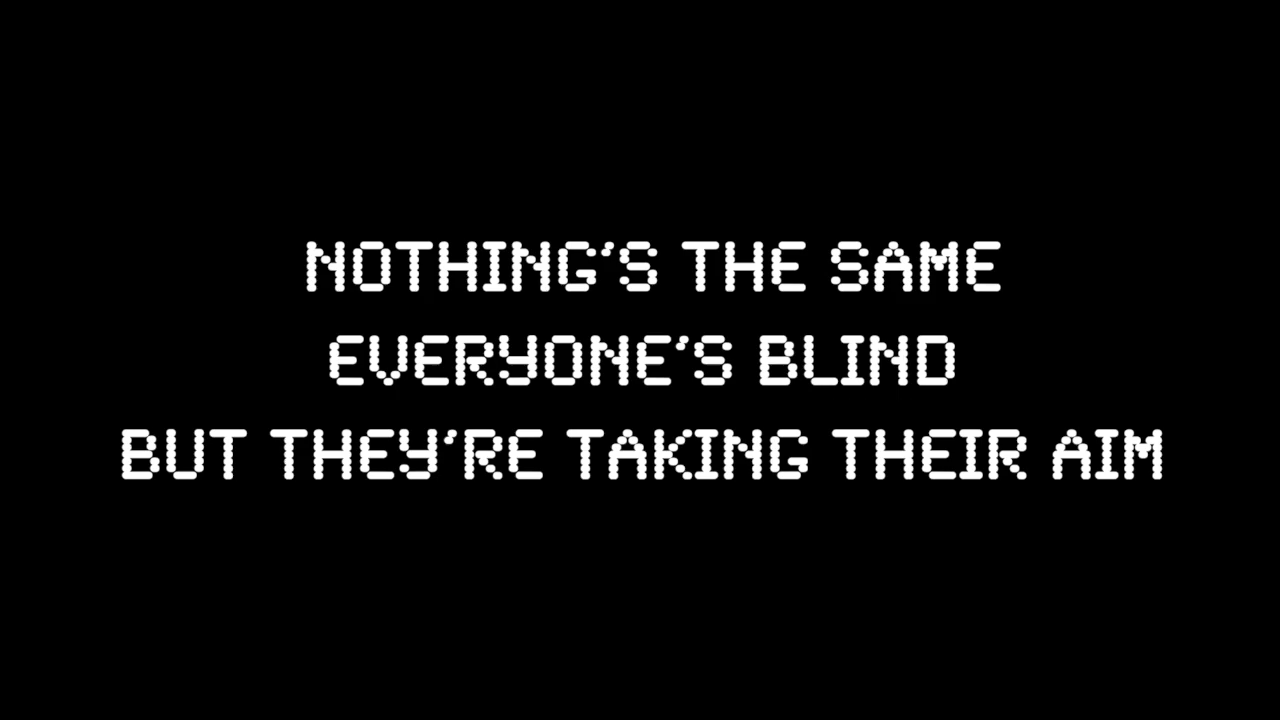 NOTHING'S THE SAME
EVERYONE'S BLIND
BUT THEY'RE TAKING THEIR AIM